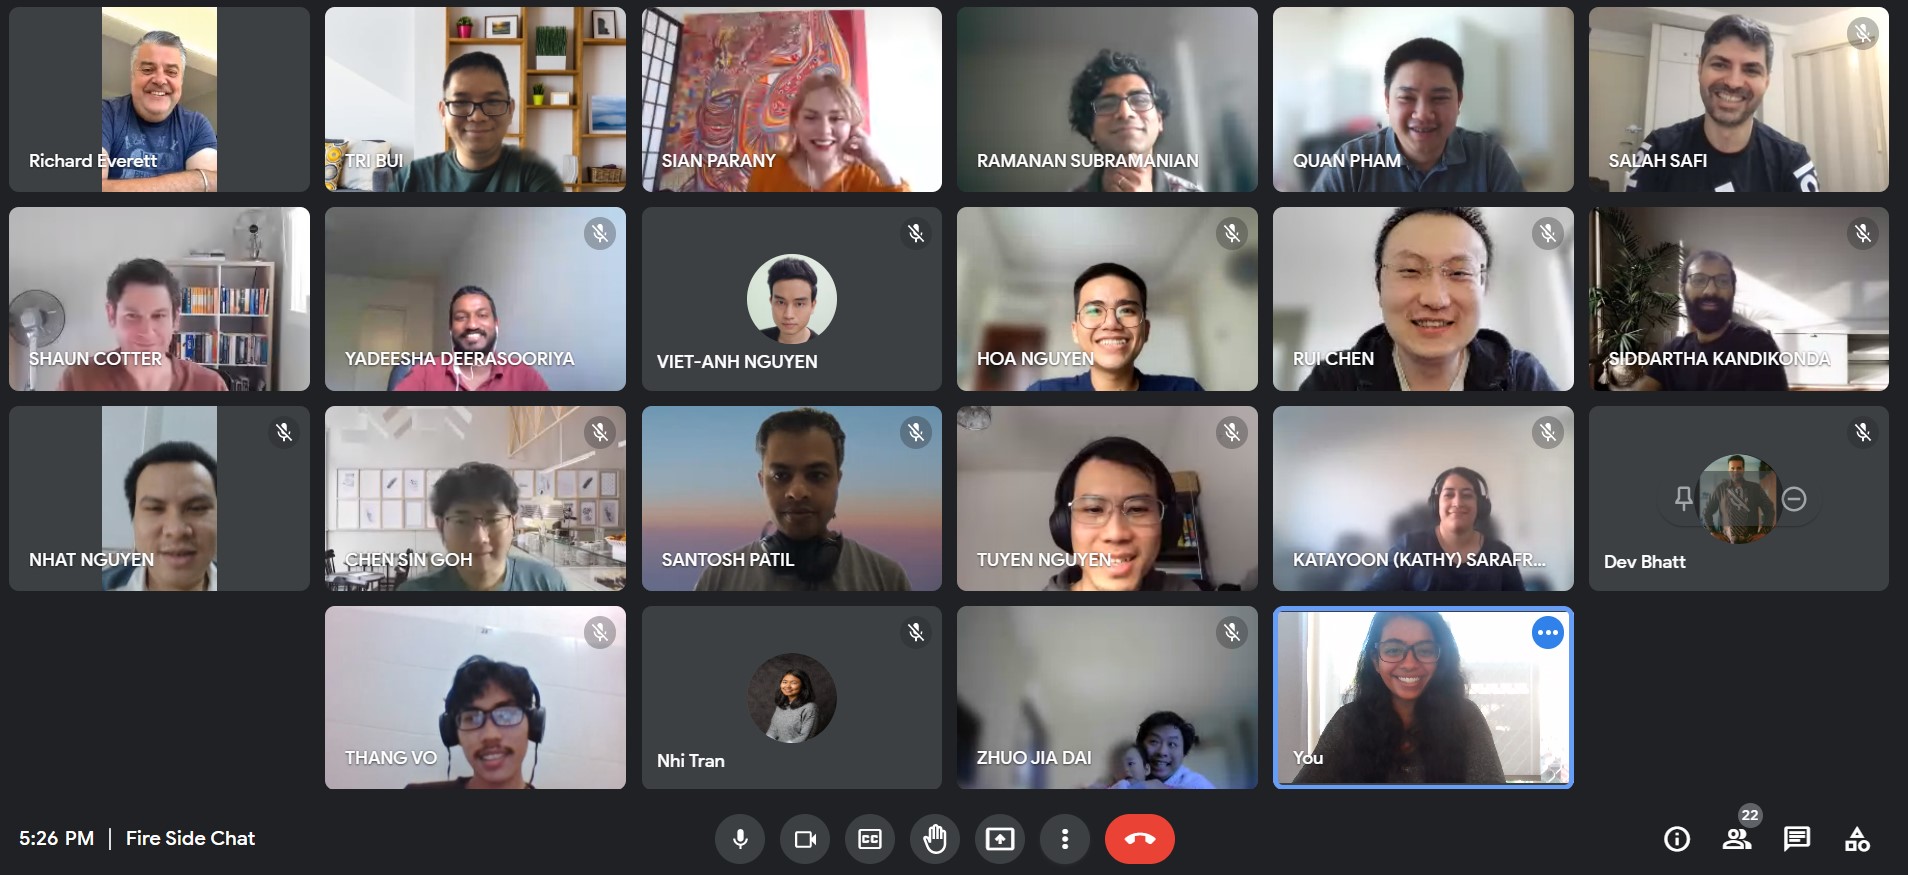 Richard Everett
TRI BUI
SIAN PARANY
RAMANAN SUBRAMANIAN
QUAN PHAM
SALAH SAFI
SHAUN COTTER
YADEESHA DEERASOORIYA
VIET-ANH NGUYEN
HOA NGUYEN
RUI CHEN
SIDDARTHA KANDIKONDA
NHAT NGUYEN
CHEN SIN GOH
SANTOSH PATIL
TUYEN NGUYEN
KATAYOON (KATHY) SARAFR...
Dev Bhatt
THANG VO
Nhi Tran
ZHUO JIA DAI
You
5:26 PM | Fire Side Chat
CC
22